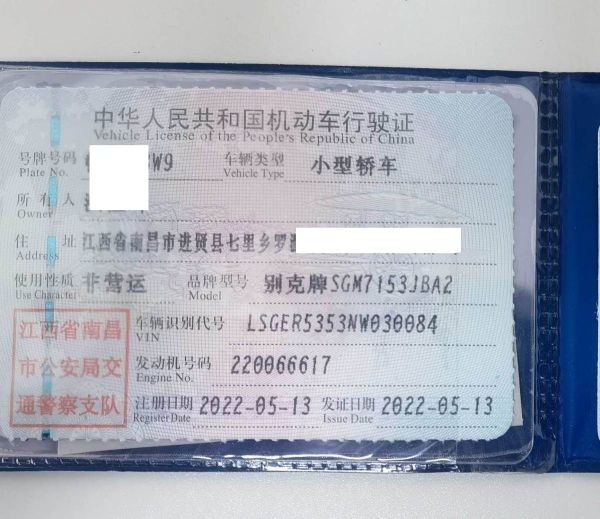 中华人民共和国机动车行驶证
Vehicle License of the People's Republic of China
号牌号码 W9 车辆类型 小型轿车
Plate No. Vehicle Type
所有人
Owner
住址 江西省南昌市进贤县七里乡罗
Address
使用性质 非营运 品牌型号 别克牌SGM7153JBA2
Use Character Model
车辆识别代号 LSGER5353NW030084
VIN
发动机号码 220066617
Engine No.
江西省南昌
市公安局交
通警察支队
注册日期 2022-05-13 发证日期 2022-05-13
Register Date Issue Date